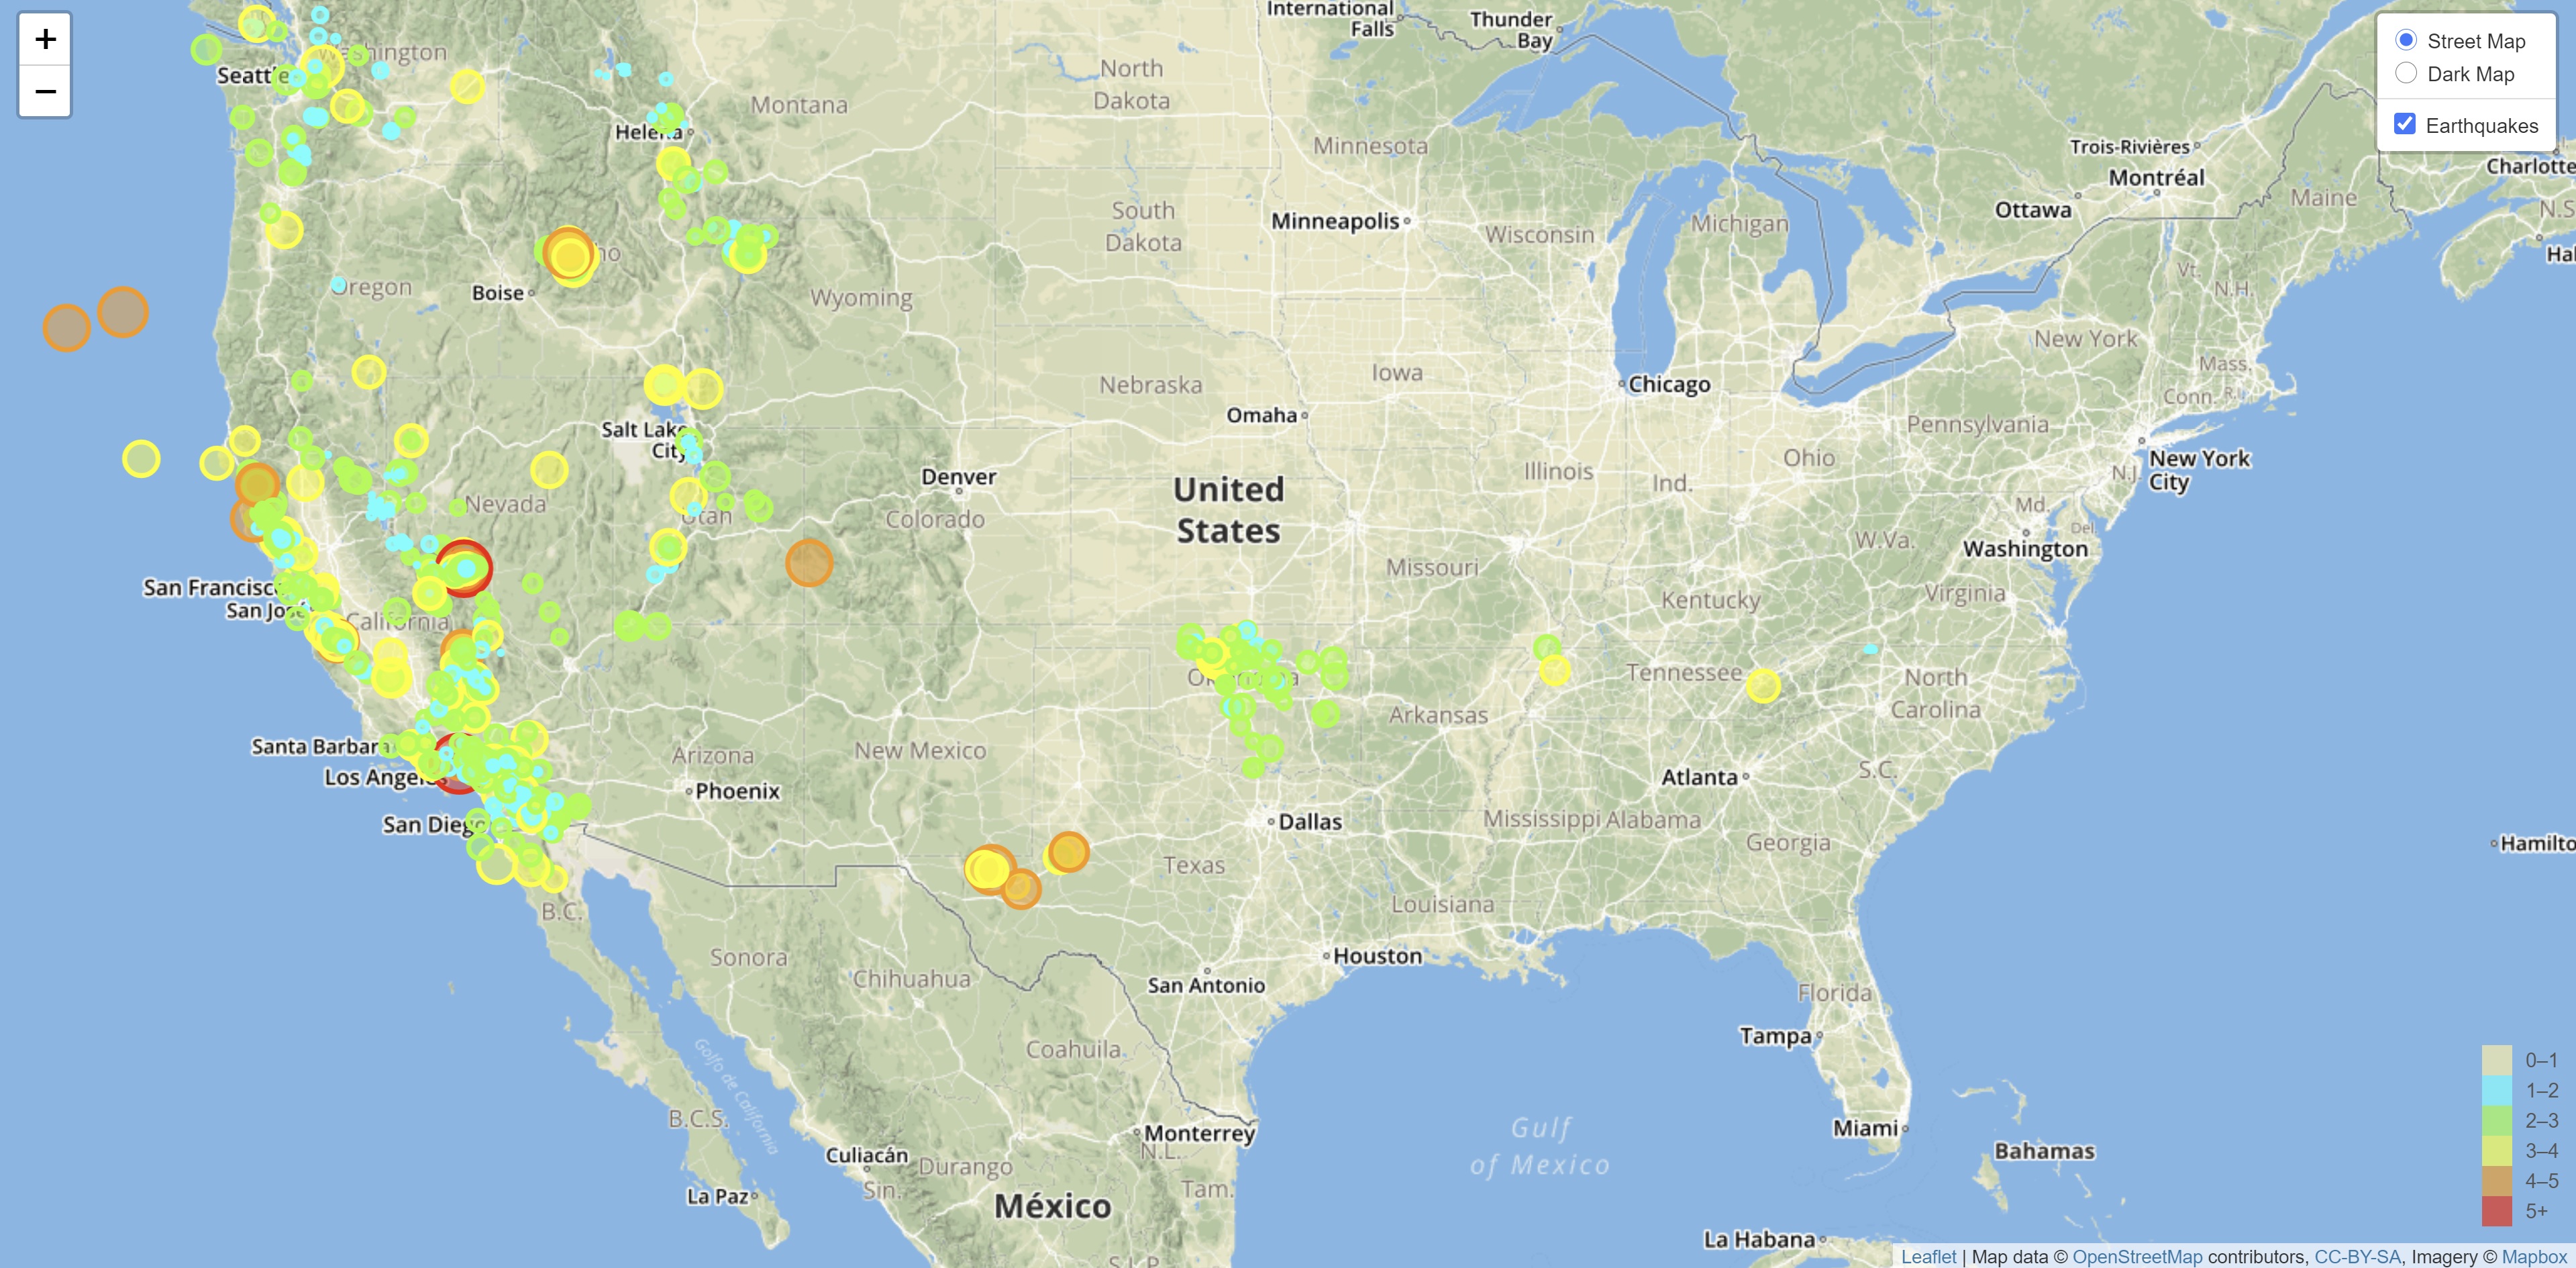 +
−
Street Map
Dark Map
Earthquakes
International
Falls
Thunder
Bay
Washington
Seattle
Montana
North
Dakota
Helena
Minnesota
Trois-Rivières
Montréal
Charlotte
Ottawa
Maine
N.S
South
Dakota
Minneapolis
Wisconsin
Michigan
Hal
Oregon
Boise
Wyoming
Vt.
N.H.
New York
Mass.
Conn.
R.I.
Nebraska
Iowa
Chicago
Omaha
Pennsylvania
Salt Lake
City
Denver
United
States
Illinois
Ind.
Ohio
N.J.
New York
City
Nevada
Utah
Colorado
Md.
Del
W.Va.
Washington
Missouri
San Francisc
San Jose
California
Kentucky
Virginia
Tennessee
North
Carolina
Arkansas
Santa Barbara
Los Angeles
Arizona
New Mexico
Phoenix
Atlanta
S.C.
San Diego
Dallas
Mississippi
Alabama
Georgia
Hamilto
Texas
Louisiana
B.C.
Sonora
Chihuahua
Houston
San Antonio
Florida
Tampa
Coahuila
Golfo de California
B.C.S.
Monterrey
N.L.
Gulf
of Mexico
Miami
Bahamas
Culiacán
Sin.
Durango
La Paz
México
Tam.
La Habana
S.L.P.
0–1
1–2
2–3
3–4
4–5
5+
Leaflet | Map data © OpenStreetMap contributors, CC-BY-SA, Imagery © Mapbox